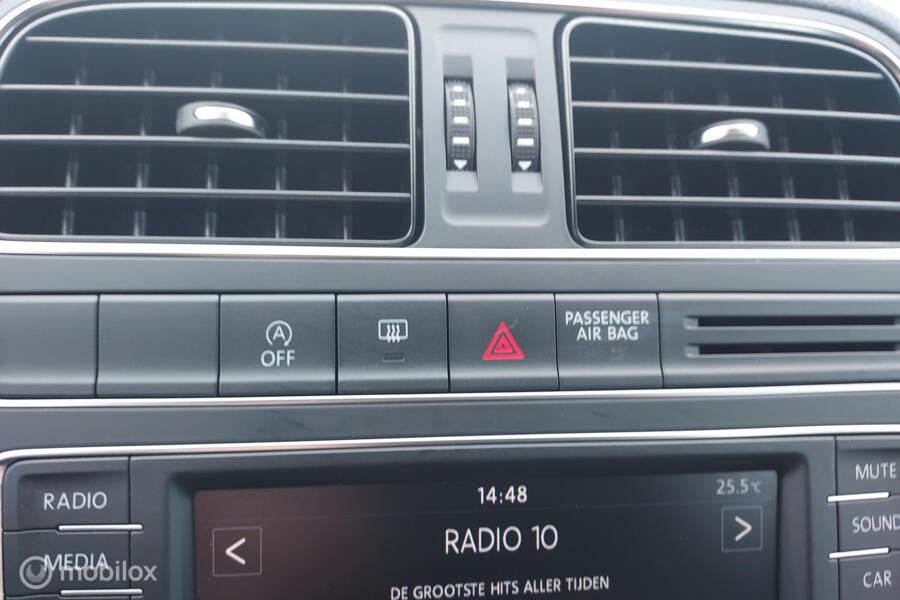 A
OFF
PASSENGER
AIR BAG
RADIO
MEDIA
14:48
25.5°C
RADIO 10
DE GROOTSTE HITS ALLER TIJDEN
MUTE
SOUND
CAR
mobilox